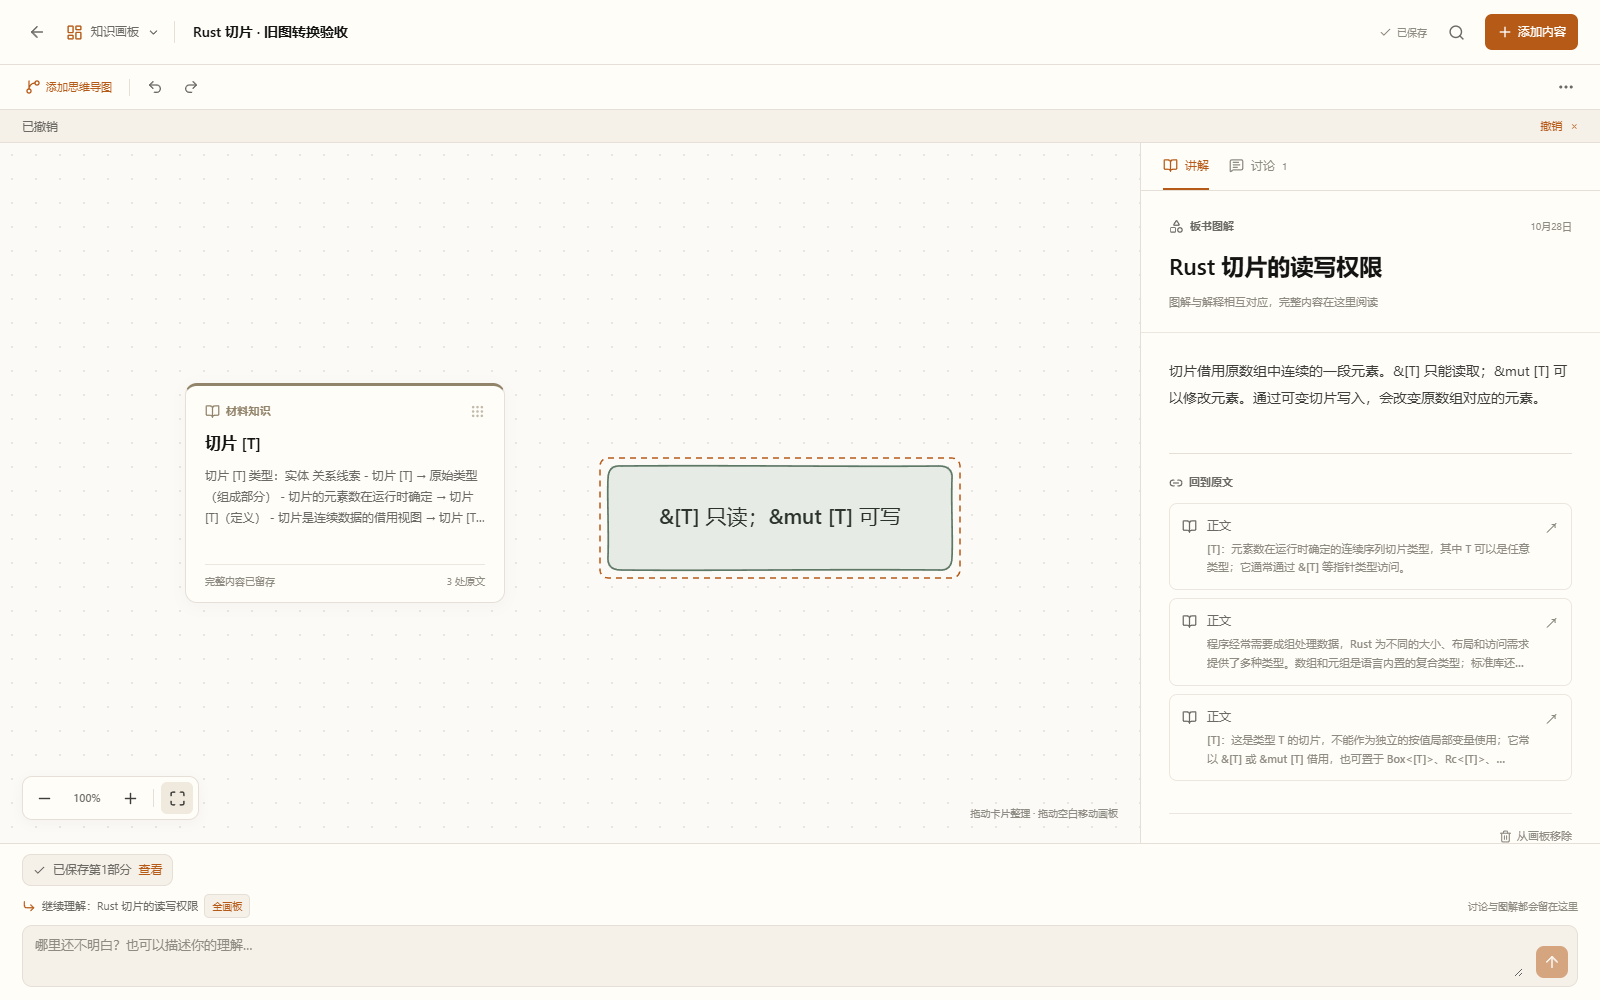 知识画板
Rust 切片 · 旧图转换验收
已保存
添加内容
添加思维导图
已撤销
撤销 ×
讲解
讨论 1
板书图解
10月28日
Rust 切片的读写权限
图解与解释相互对应，完整内容在这里阅读
切片借用原数组中连续的一段元素。&[T] 只能读取；&mut [T] 可
以修改元素。通过可变切片写入，会改变原数组对应的元素。
材料知识
切片 [T]
切片 [T] 类型：实体 关系线索 - 切片 [T] → 原始类型
（组成部分） - 切片的元素数在运行时确定 → 切片
[T]（定义） - 切片是连续数据的借用视图 → 切片 [T...
完整内容已留存
3 处原文
&[T] 只读；&mut [T] 可写
回到原文
正文
[T]：元素数在运行时确定的连续序列切片类型，其中 T 可以是任意
类型；它通常通过 &[T] 等指针类型访问。
正文
程序经常需要成组处理数据，Rust 为不同的大小、布局和访问需求
提供了多种类型。数组和元组是语言内置的复合类型；标准库还...
正文
[T]：这是类型 T 的切片，不能作为独立的按值局部变量使用；它常
以 &[T] 或 &mut [T] 借用，也可置于 Box<[T]>、Rc<[T]>、...
从画板移除
100%
拖动卡片整理 · 拖动空白移动画板
已保存第1部分 查看
继续理解：Rust 切片的读写权限 全画板
讨论与图解都会留在这里
哪里还不明白？也可以描述你的理解...